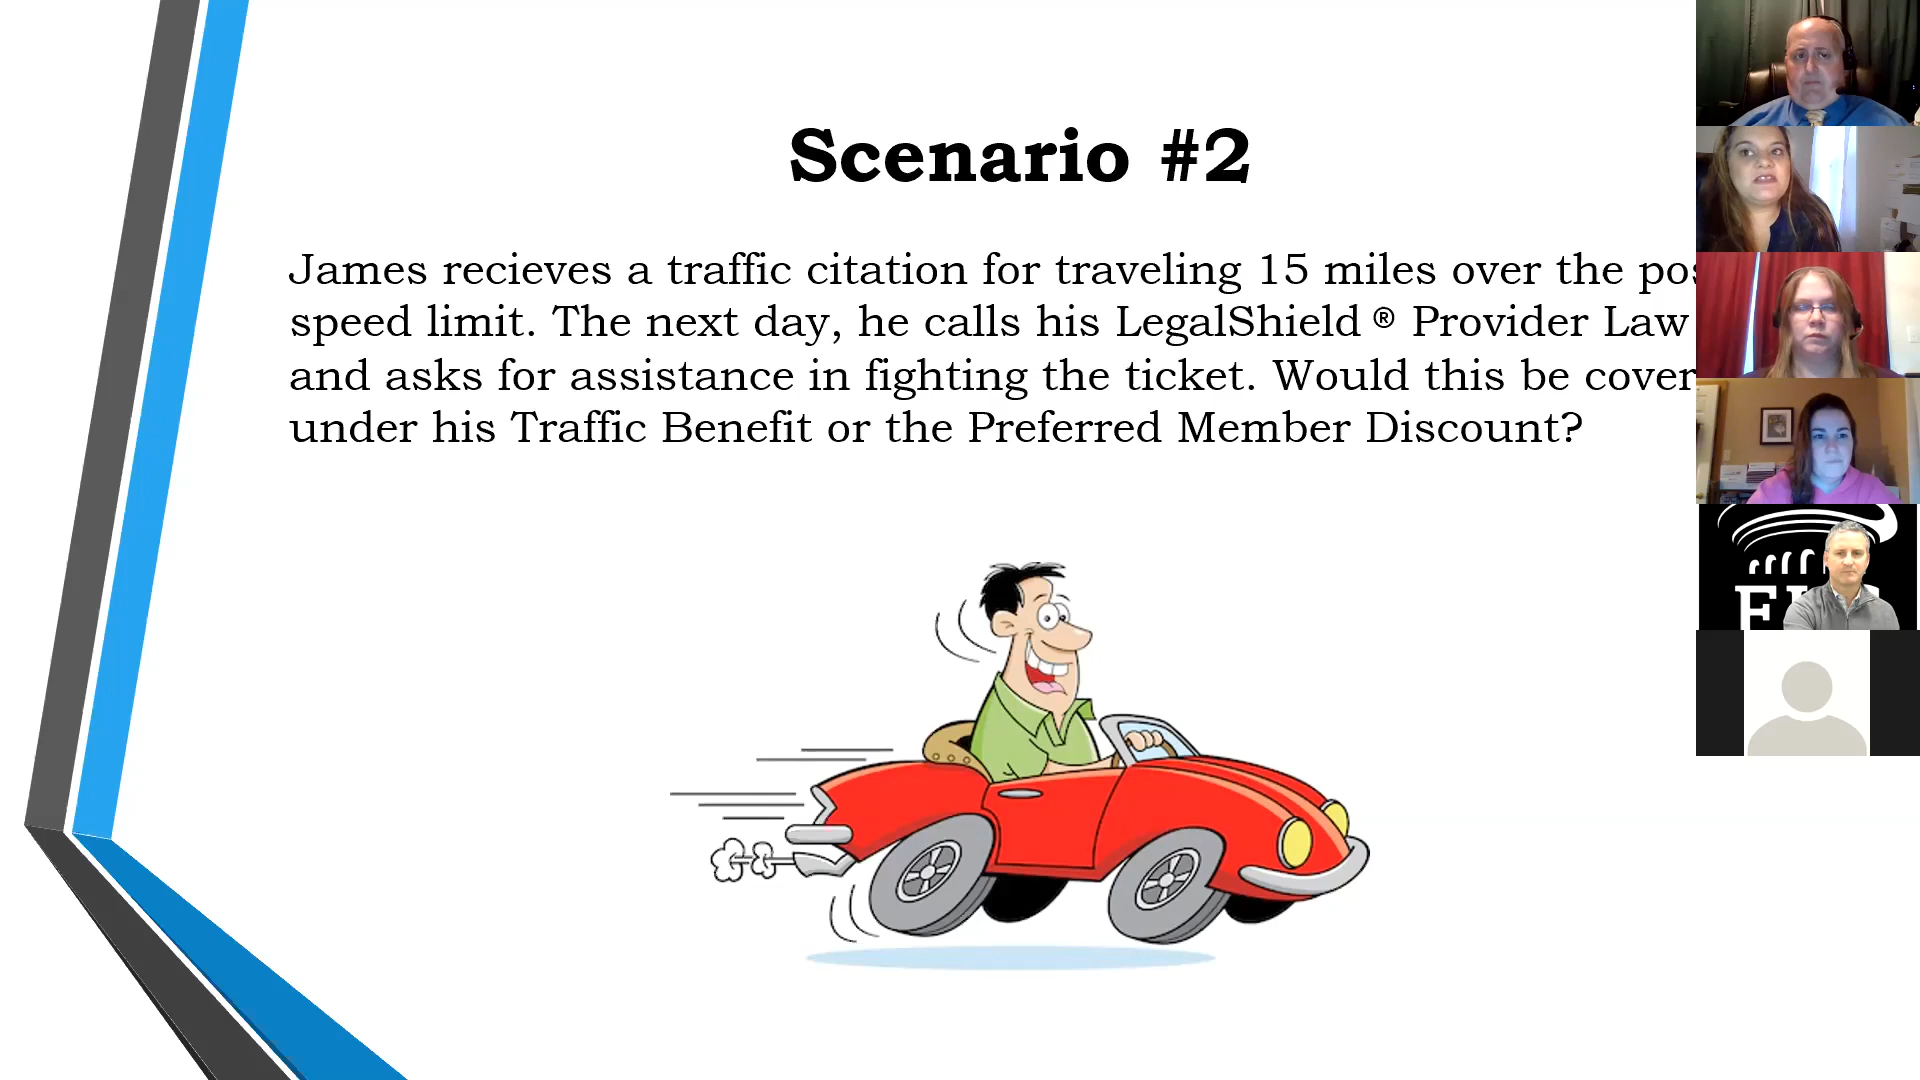 Scenario #2
James recieves a traffic citation for traveling 15 miles over the
speed limit. The next day, he calls his LegalShield ® Provider Law
and asks for assistance in fighting the ticket. Would this be
under his Traffic Benefit or the Preferred Member Discount?